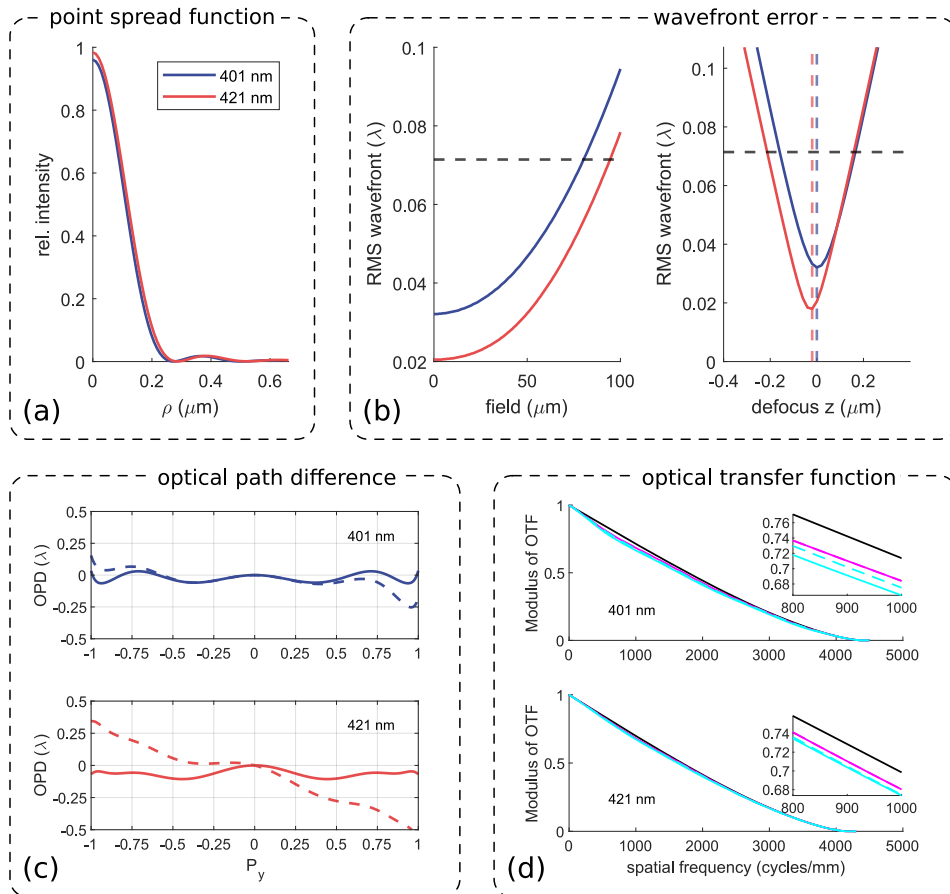 point spread function
1
0.8
0.6
0.4
0.2
0
rel. intensity
401 nm
421 nm
0 0.2 0.4 0.6
ρ (μm)
(a)
wavefront error
0.1
0.08
0.06
0.04
0.02
RMS wavefront (λ)
0 50 100
field (μm)
(b)
0.1
0.08
0.06
0.04
0.02
0
RMS wavefront (λ)
-0.4 -0.2 0 0.2
defocus z (μm)
optical path difference
0.5
0.25
0
-0.25
-0.5
OPD (λ)
401 nm
-1 -0.75 -0.5 -0.25 0 0.25 0.5 0.75 1
0.5
0.25
0
-0.25
-0.5
OPD (λ)
421 nm
-1 -0.75 -0.5 -0.25 0 0.25 0.5 0.75 1
P_y
(c)
optical transfer function
1
0.5
0
Modulus of OTF
401 nm
0.76
0.74
0.72
0.7
0.68
800 900 1000
0 1000 2000 3000 4000 5000
1
0.5
0
Modulus of OTF
421 nm
0.74
0.72
0.7
0.68
800 900 1000
0 1000 2000 3000 4000 5000
spatial frequency (cycles/mm)
(d)